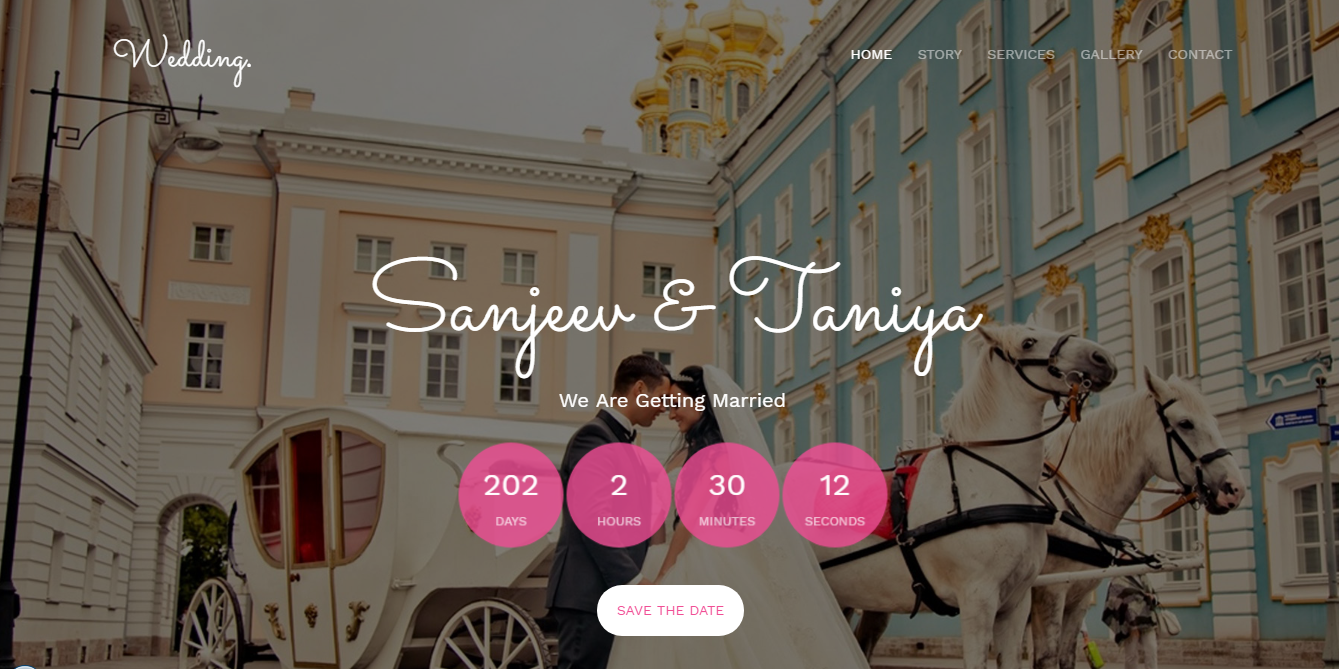 Wedding.
HOME STORY SERVICES GALLERY CONTACT
Sanjeev & Taniya
We Are Getting Married
202 2 30 12
DAYS HOURS MINUTES SECONDS
SAVE THE DATE